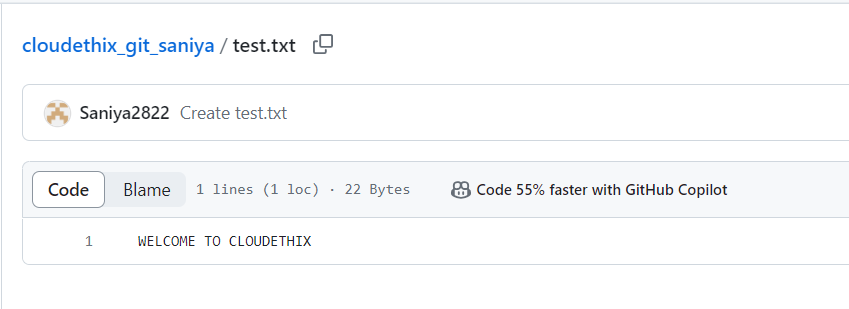 cloudethix_git_saniya / test.txt
Saniya2822 Create test.txt
Code Blame 1 lines (1 loc) · 22 Bytes Code 55% faster with GitHub Copilot
1 WELCOME TO CLOUDETHIX